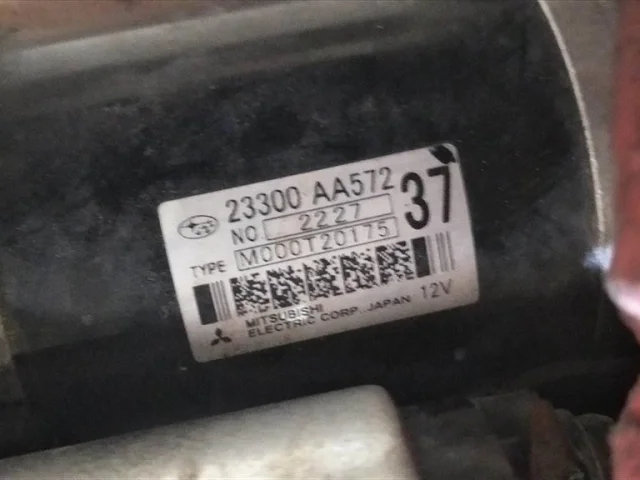 23300 AA572
37
NO 2227
TYPE M000T20175
MITSUBISHI
ELECTRIC CORP. JAPAN 12V